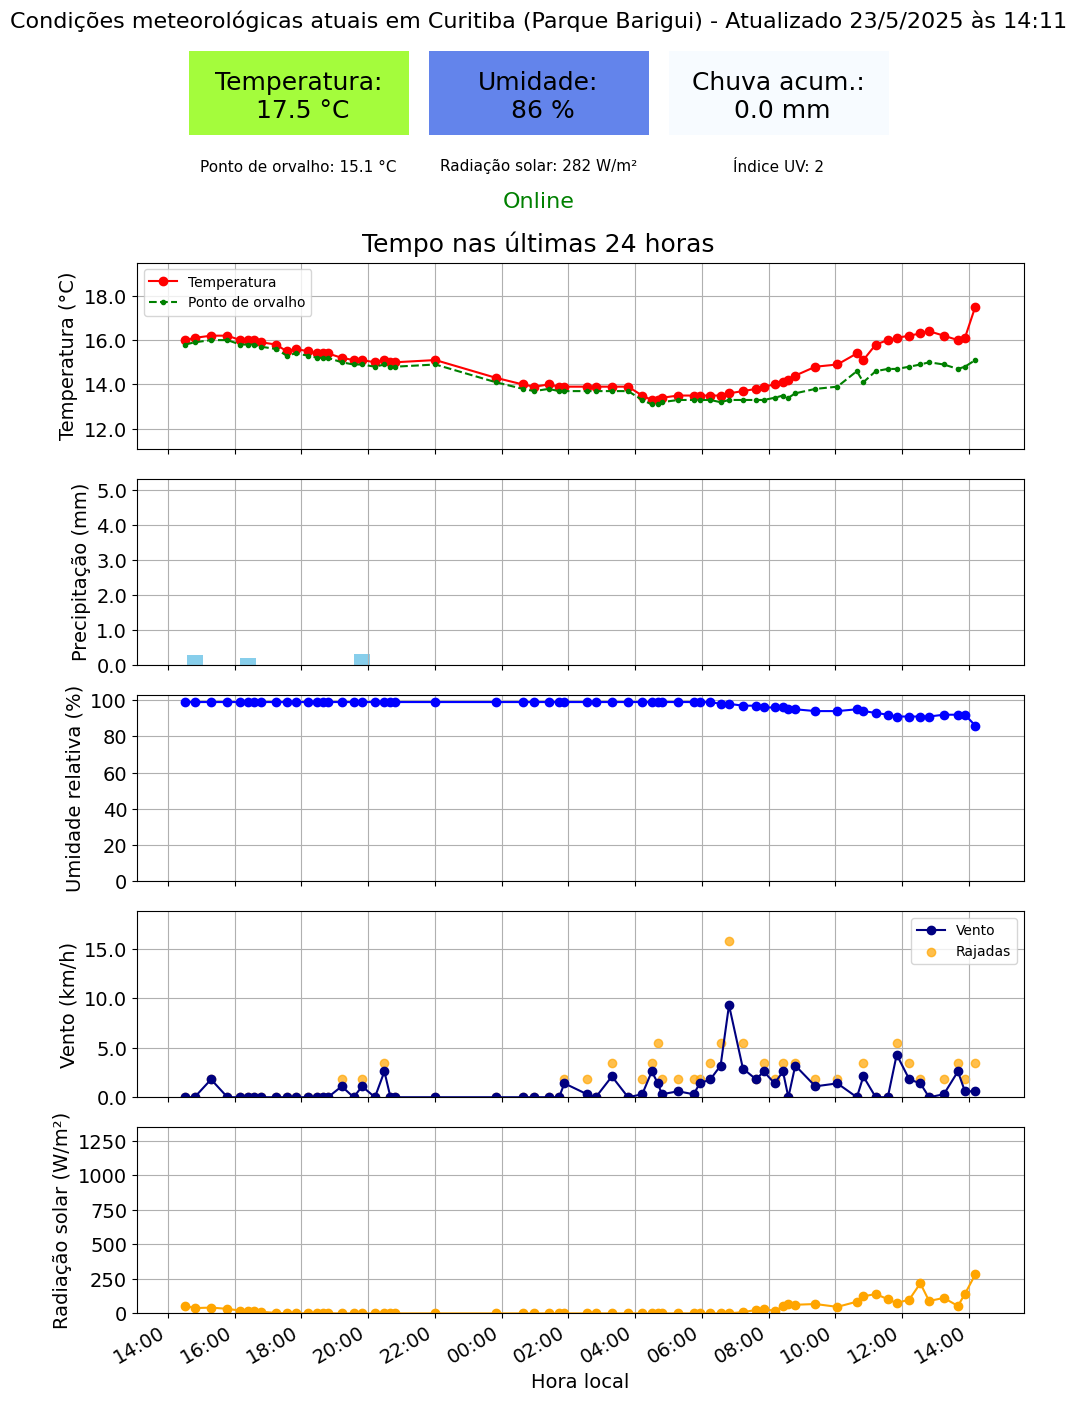 Condições meteorológicas atuais em Curitiba (Parque Barigui) - Atualizado 23/5/2025 às 14:11
Temperatura:
17.5 °C
Umidade:
86 %
Chuva acum.:
0.0 mm
Ponto de orvalho: 15.1 °C
Radiação solar: 282 W/m²
Índice UV: 2
Online
Tempo nas últimas 24 horas
Temperatura (°C)
18.0
16.0
14.0
12.0
Temperatura
Ponto de orvalho
Precipitação (mm)
5.0
4.0
3.0
2.0
1.0
0.0
Umidade relativa (%)
100
80
60
40
20
0
Vento (km/h)
15.0
10.0
5.0
0.0
Vento
Rajadas
Radiação solar (W/m²)
1250
1000
750
500
250
0
14:00
16:00
18:00
20:00
22:00
00:00
02:00
04:00
06:00
08:00
10:00
12:00
14:00
Hora local